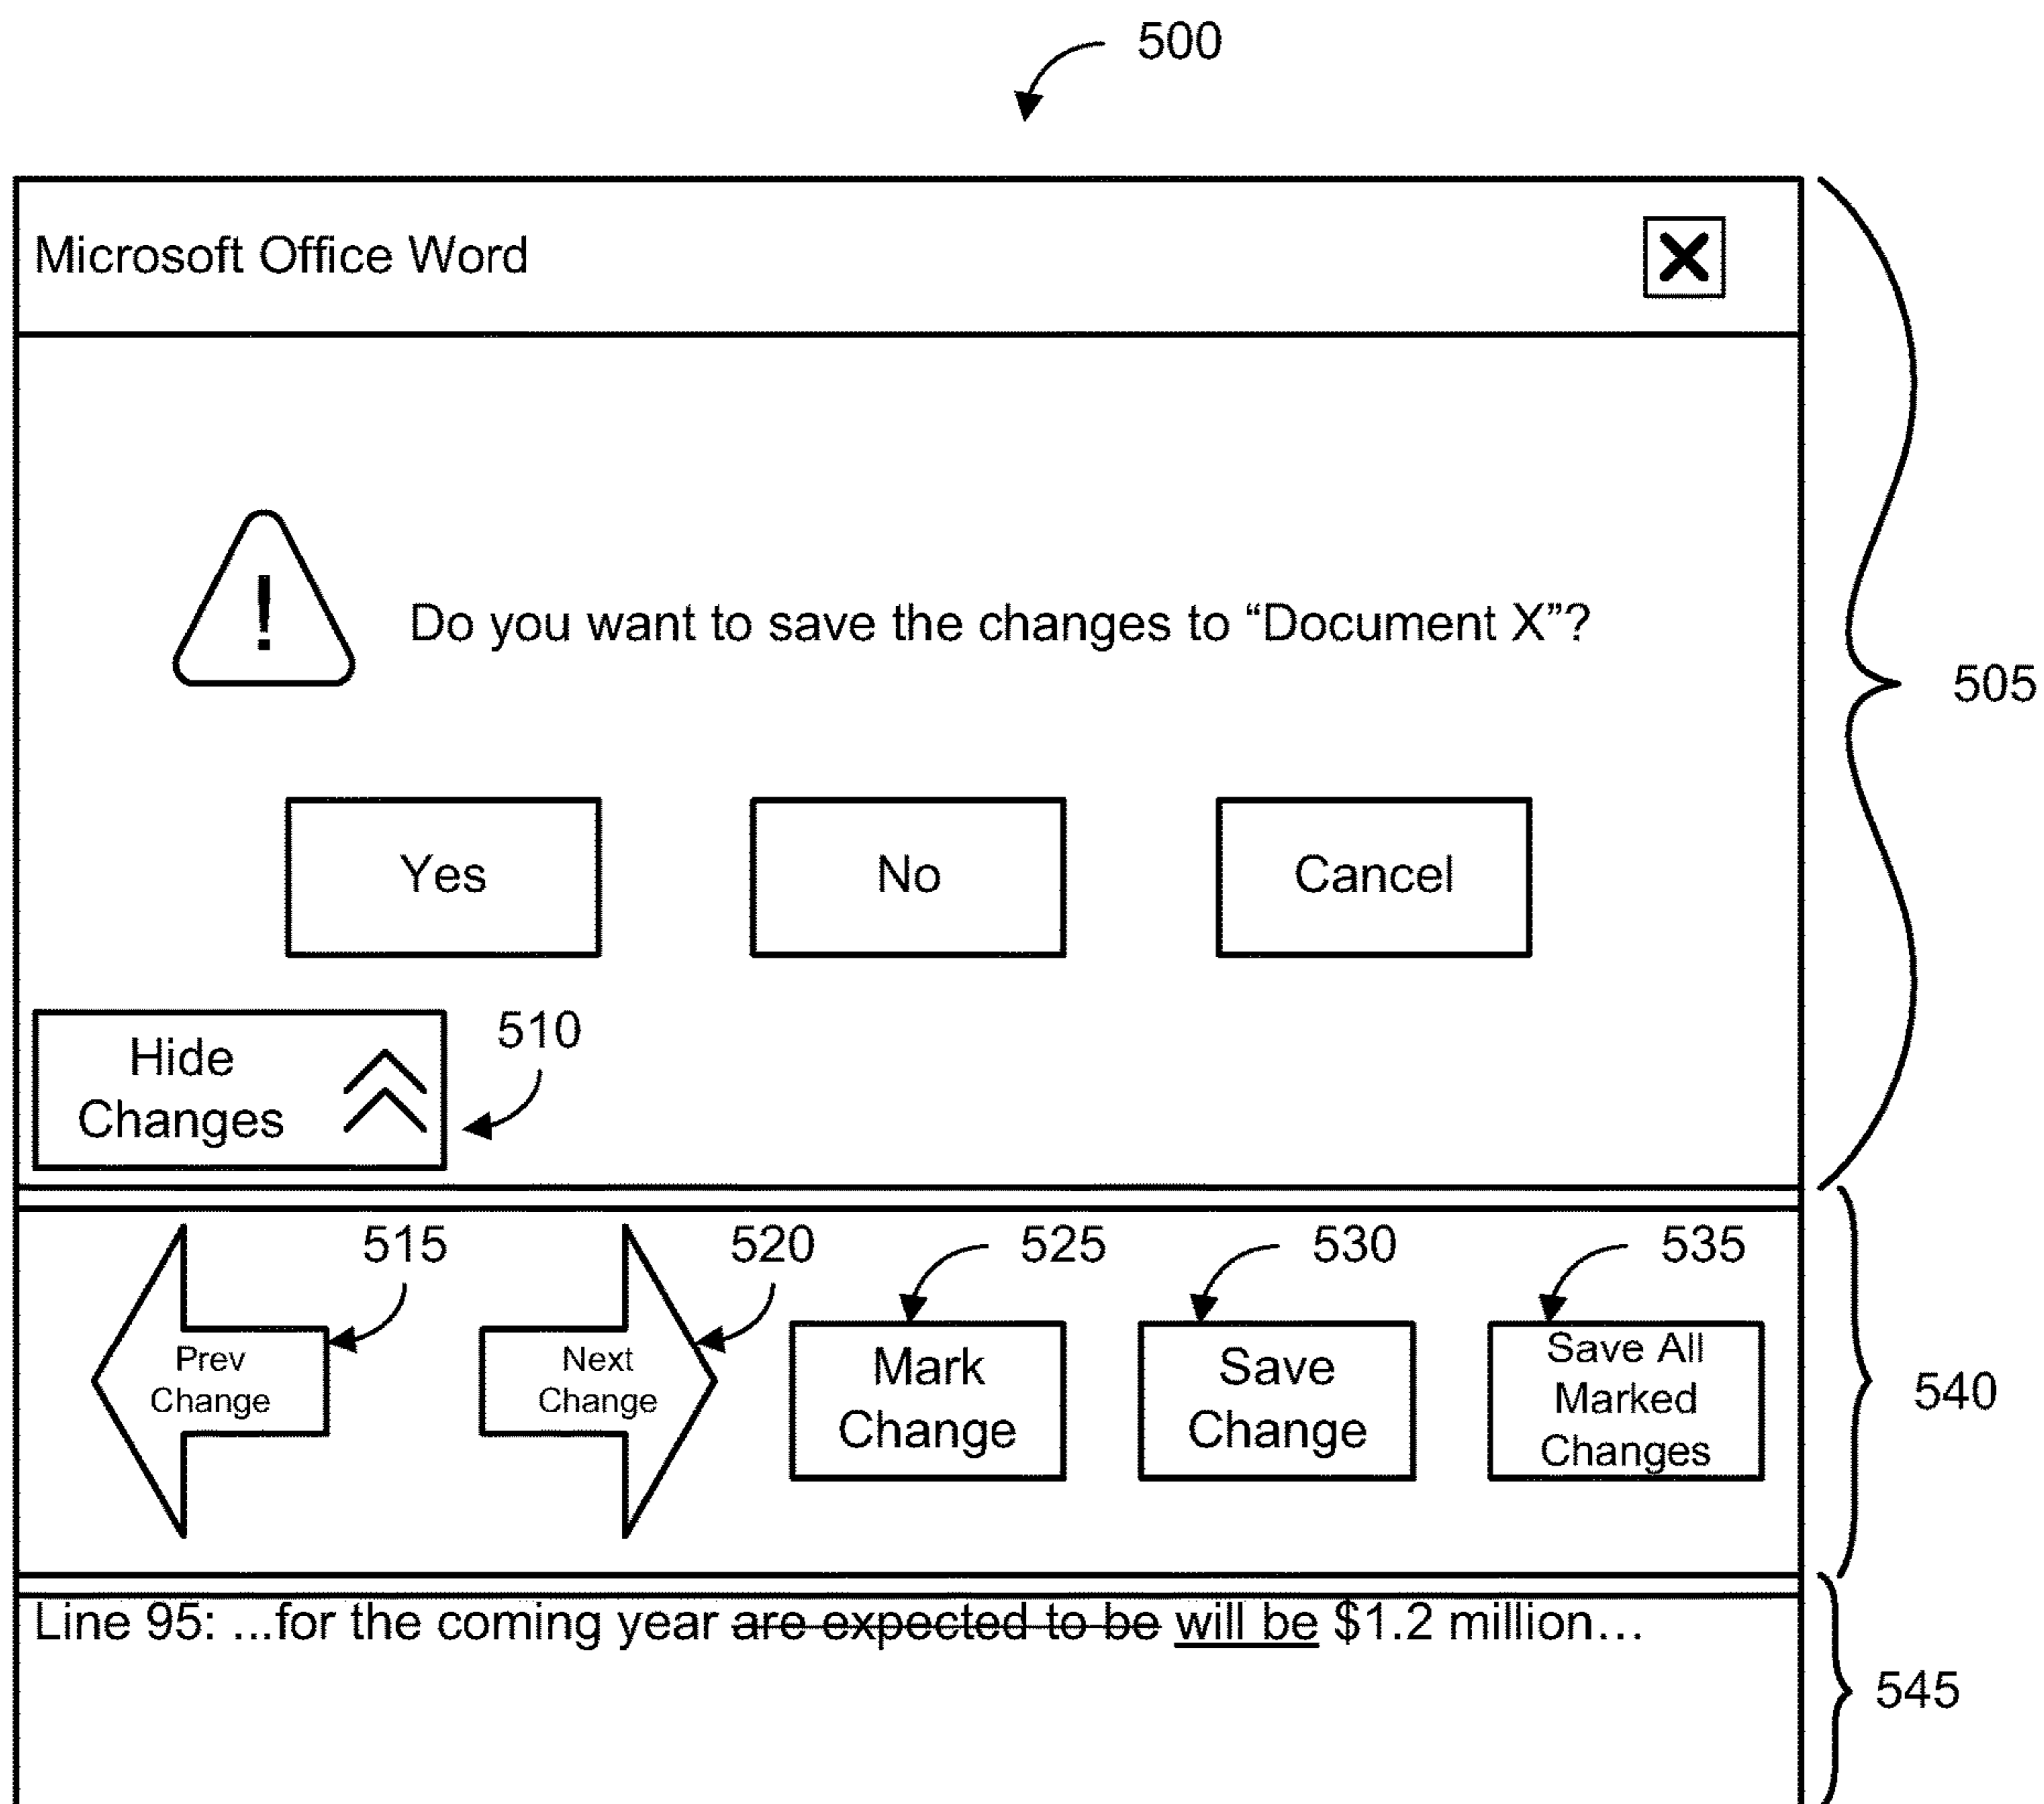 500
Microsoft Office Word
! Do you want to save the changes to “Document X”?
505
Yes No Cancel
Hide
Changes
510
515 520 525 530 535
Prev
Change
Next
Change
Mark
Change
Save
Change
Save All
Marked
Changes
540
Line 95: ...for the coming year are expected to be will be $1.2 million...
545